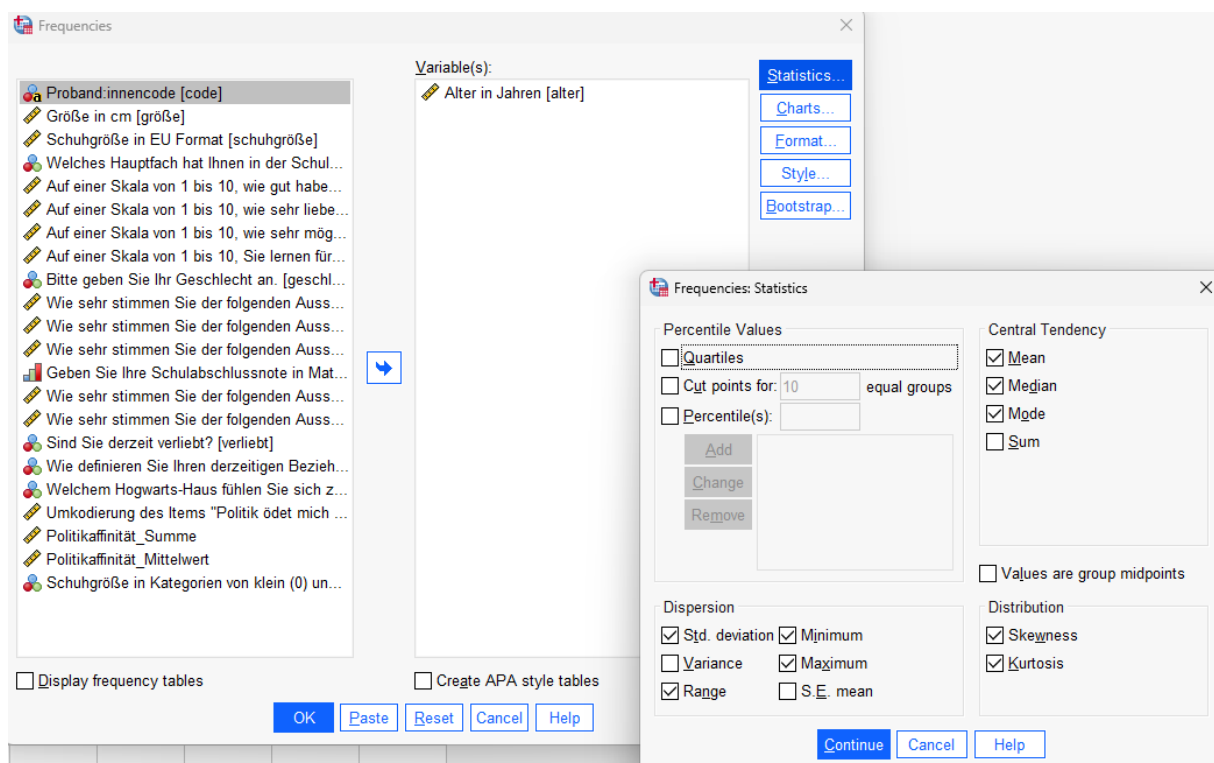 Frequencies
Variable(s):
Proband:innencode [code]
Größe in cm [größe]
Schuhgröße in EU Format [schuhgröße]
Welches Hauptfach hat Ihnen in der Schul...
Auf einer Skala von 1 bis 10, wie gut habe...
Auf einer Skala von 1 bis 10, wie sehr liebe...
Auf einer Skala von 1 bis 10, wie sehr mög...
Auf einer Skala von 1 bis 10, Sie lernen für...
Bitte geben Sie Ihr Geschlecht an. [geschl...
Wie sehr stimmen Sie der folgenden Auss...
Wie sehr stimmen Sie der folgenden Auss...
Wie sehr stimmen Sie der folgenden Auss...
Geben Sie Ihre Schulabschlussnote in Mat...
Wie sehr stimmen Sie der folgenden Auss...
Wie sehr stimmen Sie der folgenden Auss...
Sind Sie derzeit verliebt? [verliebt]
Wie definieren Sie Ihren derzeitigen Bezieh...
Welchem Hogwarts-Haus fühlen Sie sich z...
Umkodierung des Items "Politik ödet mich ...
Politikaffinität_Summe
Politikaffinität_Mittelwert
Schuhgröße in Kategorien von klein (0) un...
Alter in Jahren [alter]
Statistics...
Charts...
Format...
Style...
Bootstrap...
Display frequency tables
Create APA style tables
OK
Paste
Reset
Cancel
Help
Frequencies: Statistics
Percentile Values
Quartiles
Cut points for: 10 equal groups
Percentile(s):
Add
Change
Remove
Central Tendency
Mean
Median
Mode
Sum
Values are group midpoints
Dispersion
Std. deviation
Minimum
Variance
Maximum
Range
S.E. mean
Distribution
Skewness
Kurtosis
Continue
Cancel
Help